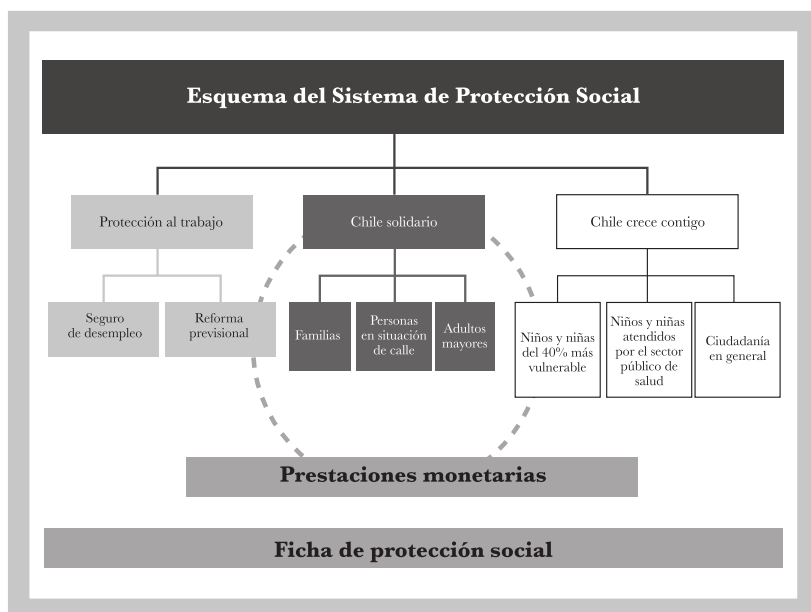 Esquema del Sistema de Protección Social
Protección al trabajo
Chile solidario
Chile crece contigo
Seguro
de desempleo
Reforma
previsional
Familias
Personas
en situación
de calle
Adultos
mayores
Niños y niñas
del 40% más
vulnerable
Niños y niñas
atendidos
por el sector
público de
salud
Ciudadanía
en general
Prestaciones monetarias
Ficha de protección social